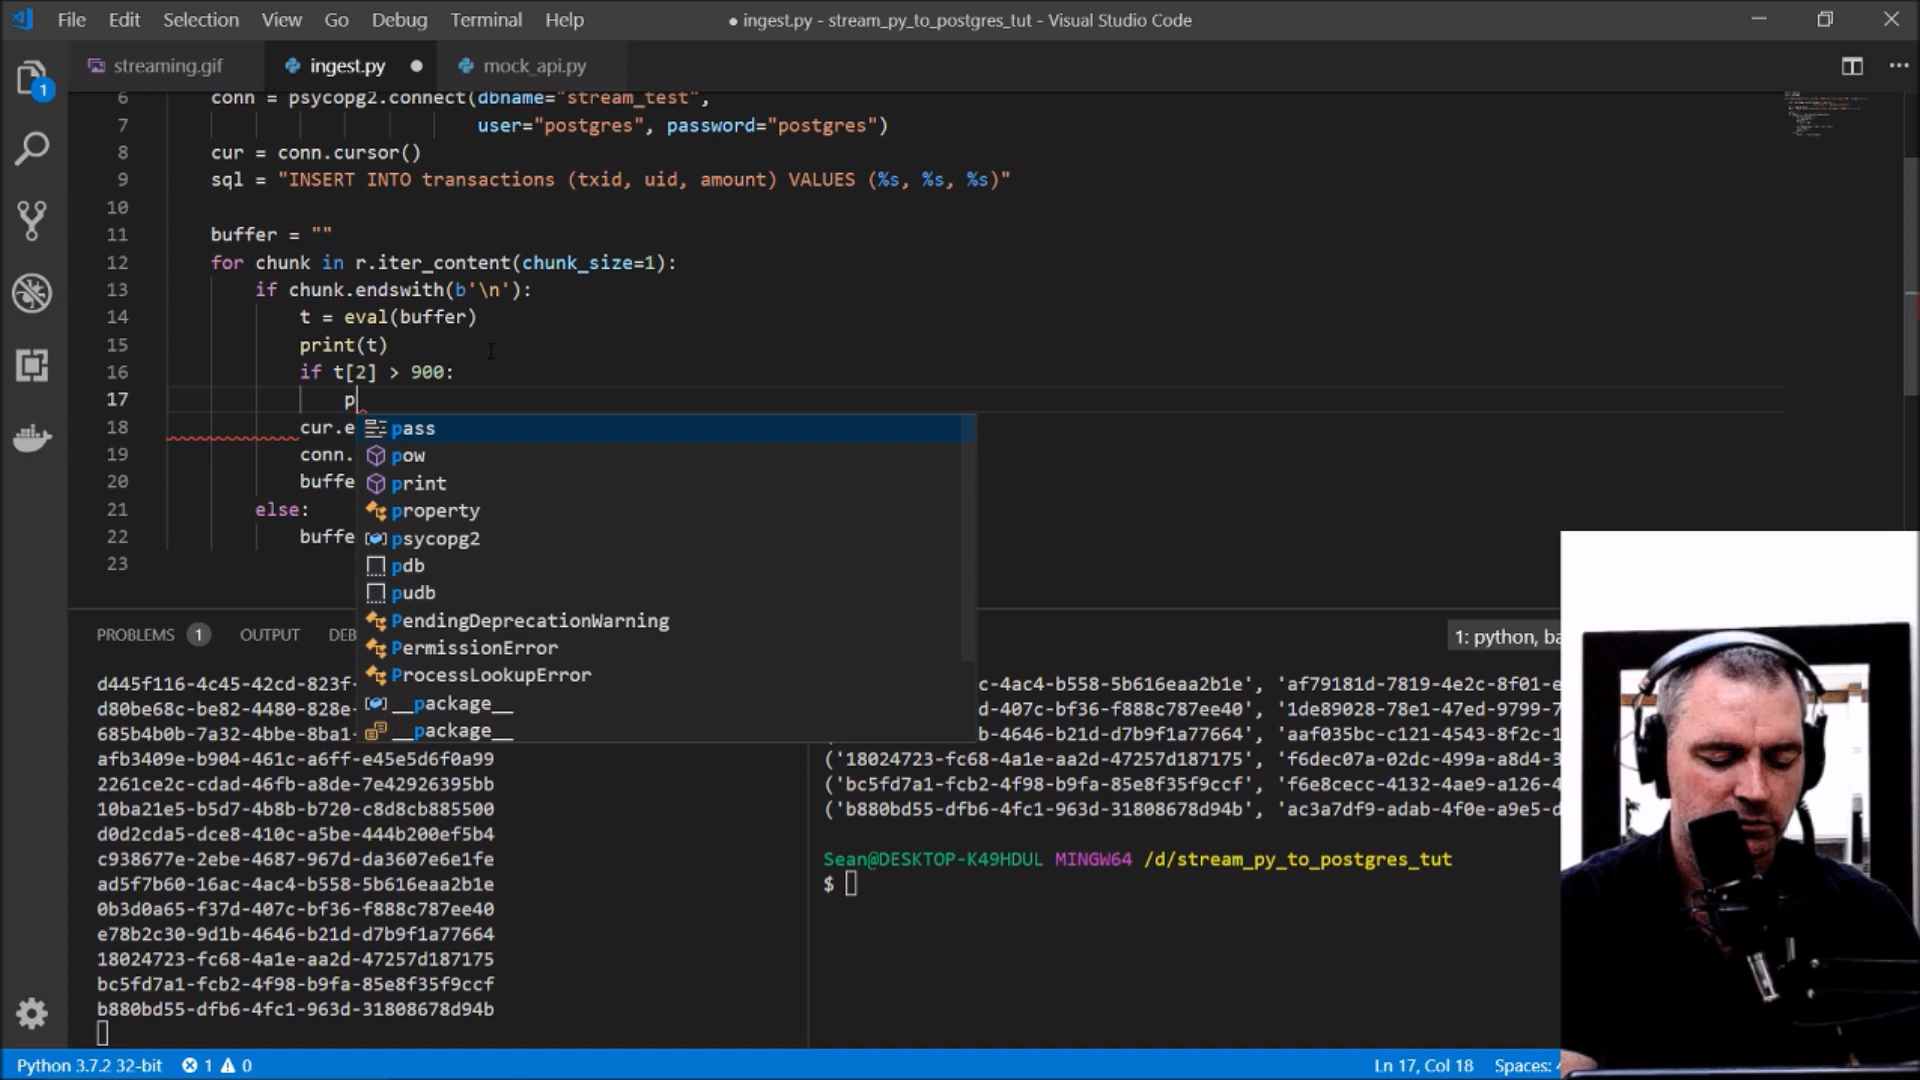 File Edit Selection View Go Debug Terminal Help
● ingest.py - stream_py_to_postgres_tut - Visual Studio Code
streaming.gif ingest.py mock_api.py
1
6 conn = psycopg2.connect(dbname="stream_test",
7 user="postgres", password="postgres")
8 cur = conn.cursor()
9 sql = "INSERT INTO transactions (txid, uid, amount) VALUES (%s, %s, %s)"
10
11 buffer = ""
12 for chunk in r.iter_content(chunk_size=1):
13 if chunk.endswith(b'\n'):
14 t = eval(buffer)
15 print(t)
16 if t[2] > 900:
17 p
18 cur.e
19 conn.
20 buffe
21 else:
22 buffe
23
pass
pow
print
property
psycopg2
pdb
pudb
PendingDeprecationWarning
PermissionError
ProcessLookupError
__package__
__package__
PROBLEMS 1 OUTPUT DEB
1: python, ba
d445f116-4c45-42cd-823f-
d80be68c-be82-4480-828e-
685b4b0b-7a32-4bbe-8ba1-
afb3409e-b904-461c-a6ff-e45e5d6f0a99
2261ce2c-cdad-46fb-a8de-7e42926395bb
10ba21e5-b5d7-4b8b-b720-c8d8cb885500
d0d2cda5-dce8-410c-a5be-444b200ef5b4
c938677e-2ebe-4687-967d-da3607e6e1fe
ad5f7b60-16ac-4ac4-b558-5b616eaa2b1e
0b3d0a65-f37d-407c-bf36-f888c787ee40
e78b2c30-9d1b-4646-b21d-d7b9f1a77664
18024723-fc68-4a1e-aa2d-47257d187175
bc5fd7a1-fcb2-4f98-b9fa-85e8f35f9ccf
b880bd55-dfb6-4fc1-963d-31808678d94b
c-4ac4-b558-5b616eaa2b1e', 'af79181d-7819-4e2c-8f01-e
d-407c-bf36-f888c787ee40', '1de89028-78e1-47ed-9799-7
b-4646-b21d-d7b9f1a77664', 'aaf035bc-c121-4543-8f2c-1
('18024723-fc68-4a1e-aa2d-47257d187175', 'f6dec07a-02dc-499a-a8d4-3
('bc5fd7a1-fcb2-4f98-b9fa-85e8f35f9ccf', 'f6e8cecc-4132-4ae9-a126-4
('b880bd55-dfb6-4fc1-963d-31808678d94b', 'ac3a7df9-adab-4f0e-a9e5-d
Sean@DESKTOP-K49HDUL MINGW64 /d/stream_py_to_postgres_tut
$
Python 3.7.2 32-bit 1 0
Ln 17, Col 18 Spaces: